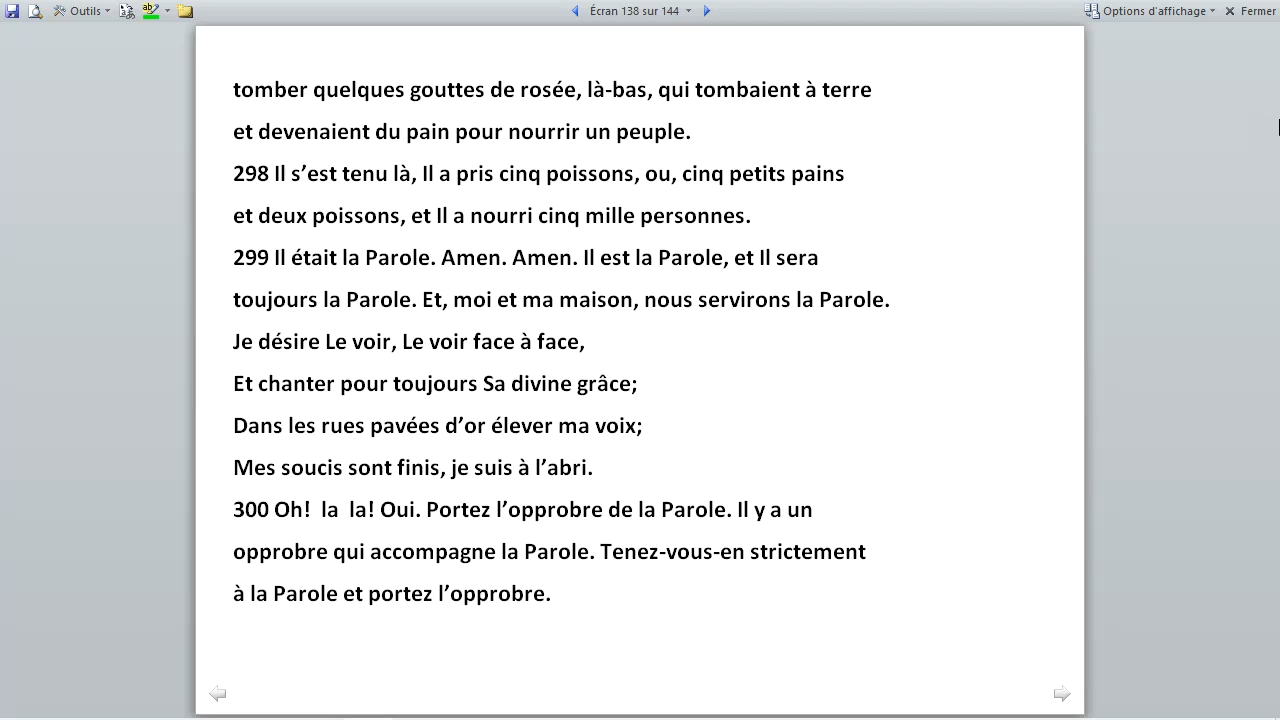 Outils
Écran 138 sur 144
Options d'affichage
Fermer
tomber quelques gouttes de rosée, là-bas, qui tombaient à terre
et devenaient du pain pour nourrir un peuple.
298 Il s’est tenu là, Il a pris cinq poissons, ou, cinq petits pains
et deux poissons, et Il a nourri cinq mille personnes.
299 Il était la Parole. Amen. Amen. Il est la Parole, et Il sera
toujours la Parole. Et, moi et ma maison, nous servirons la Parole.
Je désire Le voir, Le voir face à face,
Et chanter pour toujours Sa divine grâce;
Dans les rues pavées d’or élever ma voix;
Mes soucis sont finis, je suis à l’abri.
300 Oh!  la  la! Oui. Portez l’opprobre de la Parole. Il y a un
opprobre qui accompagne la Parole. Tenez-vous-en strictement
à la Parole et portez l’opprobre.